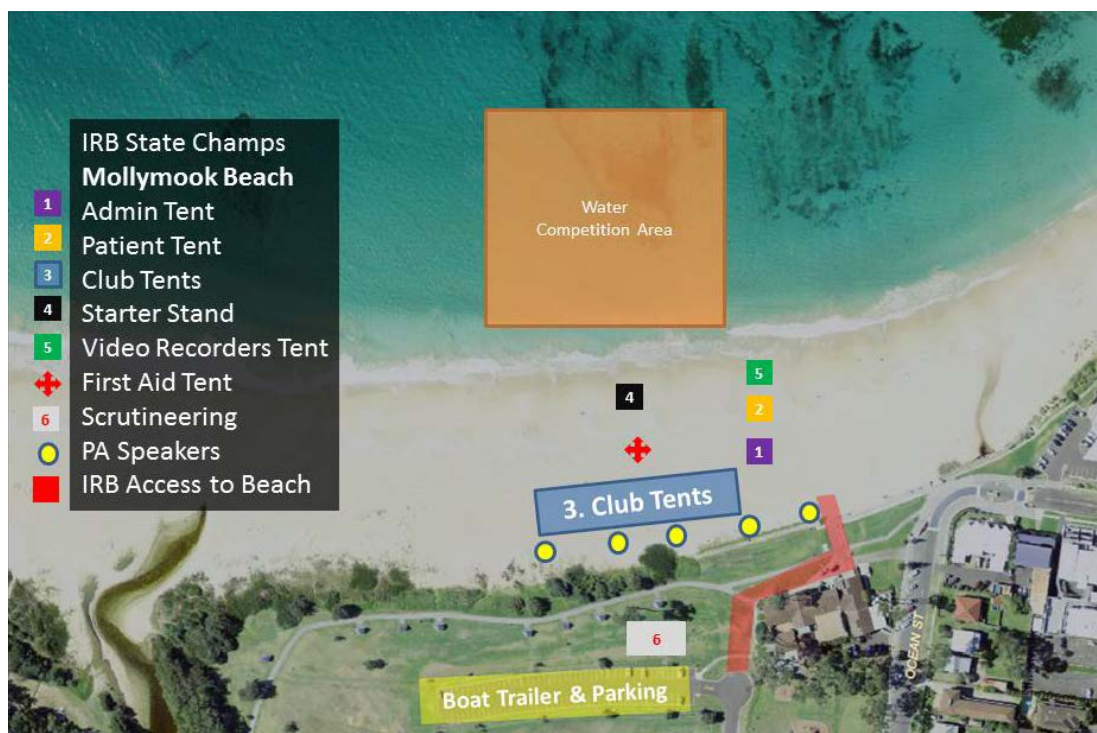 IRB State Champs
Mollymook Beach
1 Admin Tent
2 Patient Tent
3 Club Tents
4 Starter Stand
5 Video Recorders Tent
First Aid Tent
6 Scrutineering
PA Speakers
IRB Access to Beach
Water
Competition Area
5
4
2
1
3. Club Tents
6
Boat Trailer & Parking
OCEAN ST